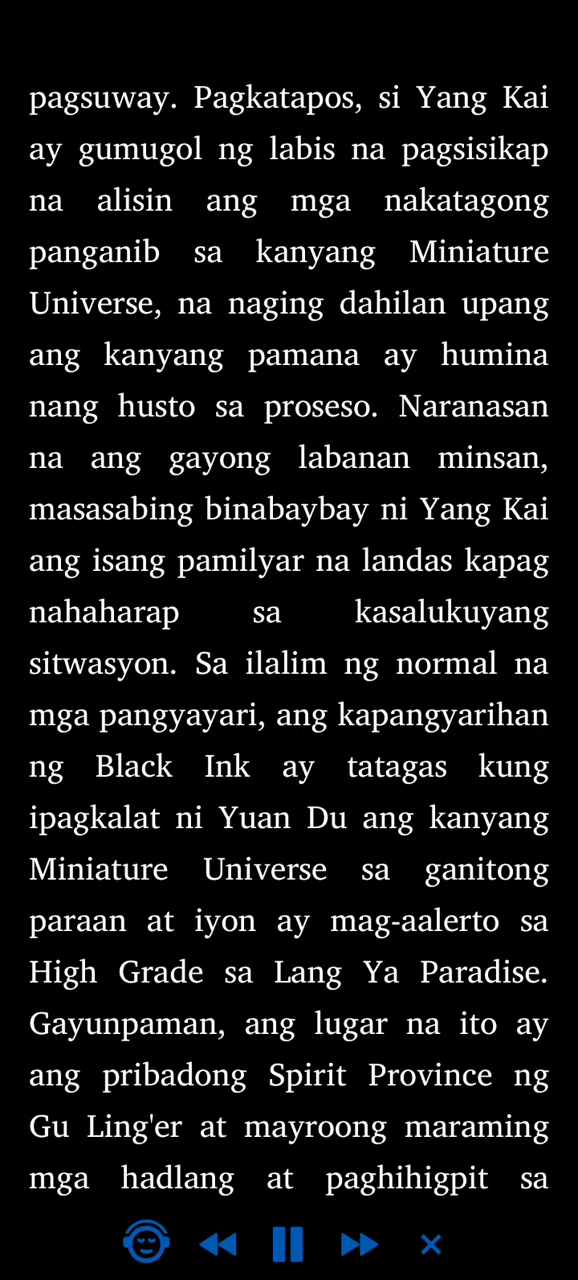 pagsuway. Pagkatapos, si Yang Kai
ay gumugol ng labis na pagsisikap
na alisin ang mga nakatagong
panganib sa kanyang Miniature
Universe, na naging dahilan upang
ang kanyang pamana ay humina
nang husto sa proseso. Naranasan
na ang gayong labanan minsan,
masasabing binabaybay ni Yang Kai
ang isang pamilyar na landas kapag
nahaharap sa kasalukuyang
sitwasyon. Sa ilalim ng normal na
mga pangyayari, ang kapangyarihan
ng Black Ink ay tatagas kung
ipagkalat ni Yuan Du ang kanyang
Miniature Universe sa ganitong
paraan at iyon ay mag-aalerto sa
High Grade sa Lang Ya Paradise.
Gayunpaman, ang lugar na ito ay
ang pribadong Spirit Province ng
Gu Ling'er at mayroong maraming
mga hadlang at paghihigpit sa